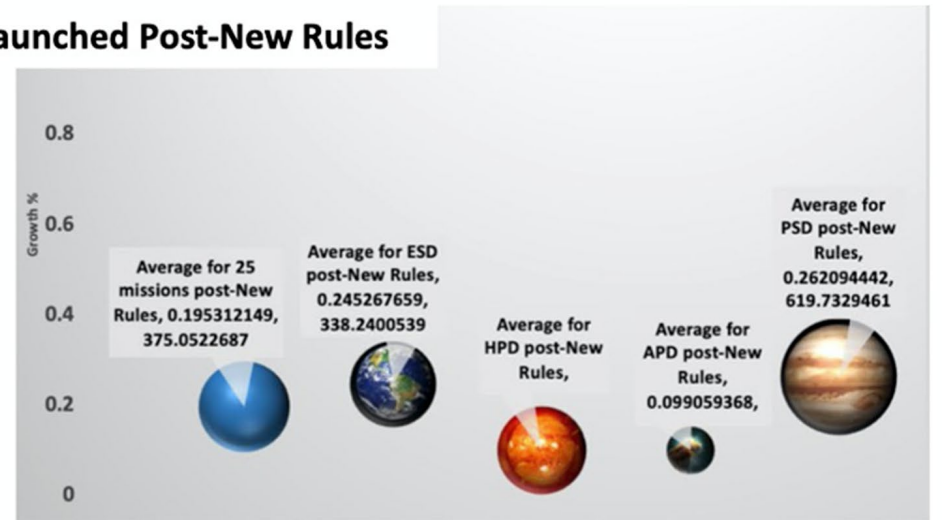 aunched Post-New Rules
0.8
0.6
0.4
0.2
0
Growth %
Average for 25
missions post-New
Rules, 0.195312149,
375.0522687
Average for ESD
post-New Rules,
0.245267659,
338.2400539
Average for
HPD post-New
Rules,
Average for
APD post-New
Rules,
0.099059368,
Average for
PSD post-New
Rules,
0.262094442,
619.7329461